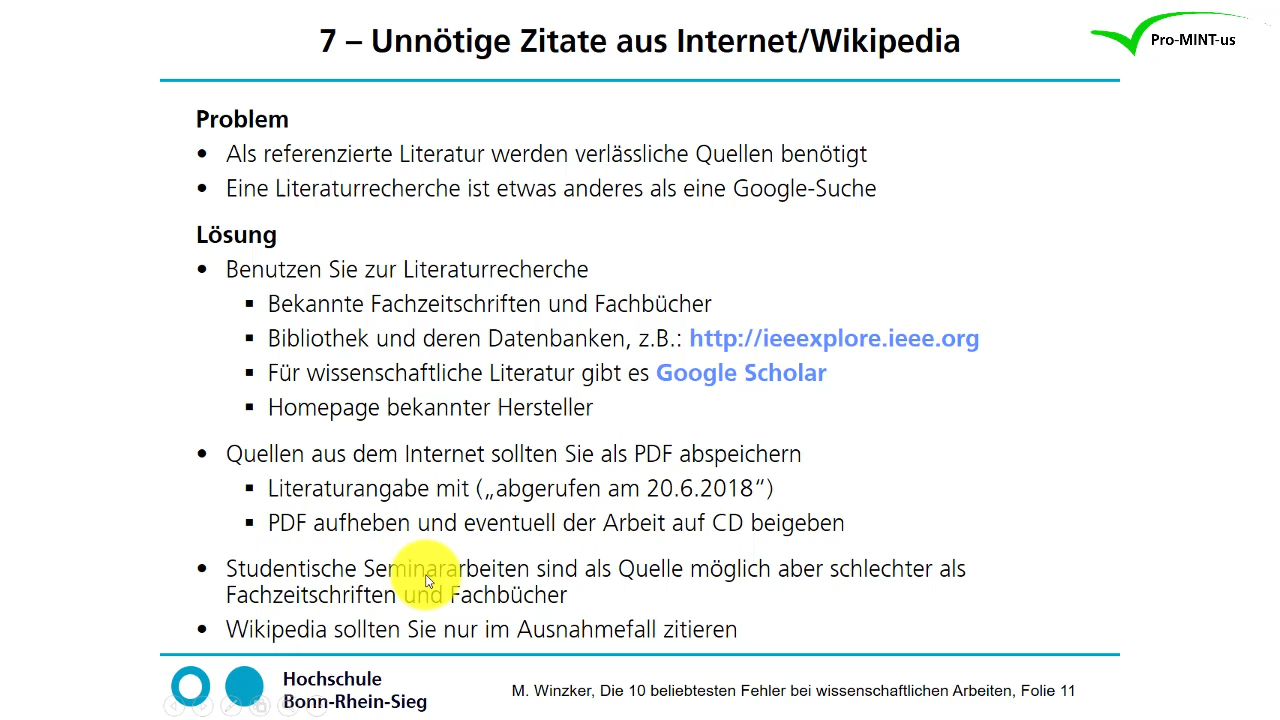 7 – Unnötige Zitate aus Internet/Wikipedia
Pro-MINT-us
Problem
• Als referenzierte Literatur werden verlässliche Quellen benötigt
• Eine Literaturrecherche ist etwas anderes als eine Google-Suche
Lösung
• Benutzen Sie zur Literaturrecherche
▪ Bekannte Fachzeitschriften und Fachbücher
▪ Bibliothek und deren Datenbanken, z.B.: http://ieeexplore.ieee.org
▪ Für wissenschaftliche Literatur gibt es Google Scholar
▪ Homepage bekannter Hersteller
• Quellen aus dem Internet sollten Sie als PDF abspeichern
▪ Literaturangabe mit („abgerufen am 20.6.2018“)
▪ PDF aufheben und eventuell der Arbeit auf CD beigeben
• Studentische Seminararbeiten sind als Quelle möglich aber schlechter als
Fachzeitschriften und Fachbücher
• Wikipedia sollten Sie nur im Ausnahmefall zitieren
Hochschule
Bonn-Rhein-Sieg
M. Winzker, Die 10 beliebtesten Fehler bei wissenschaftlichen Arbeiten, Folie 11